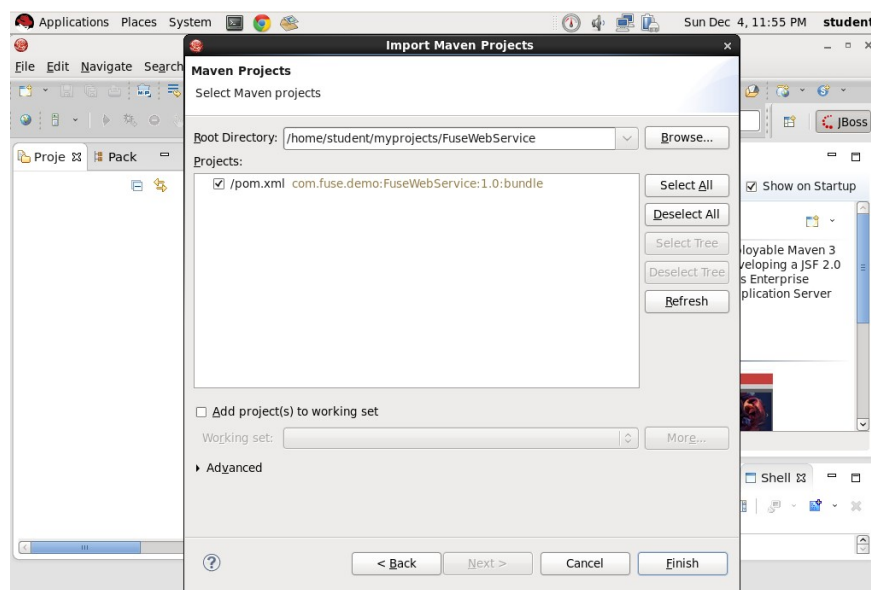 Applications Places System
Sun Dec 4, 11:55 PM student
Import Maven Projects
File Edit Navigate Search
Maven Projects
Select Maven projects
Root Directory: /home/student/myprojects/FuseWebService
Browse...
JBoss
Proje
Pack
Projects:
/pom.xml com.fuse.demo:FuseWebService:1.0:bundle
Select All
Show on Startup
Deselect All
Select Tree
Deselect Tree
Refresh
loyable Maven 3
veloping a JSF 2.0
s Enterprise
plication Server
Add project(s) to working set
Working set:
More...
Advanced
Shell
< Back
Next >
Cancel
Finish